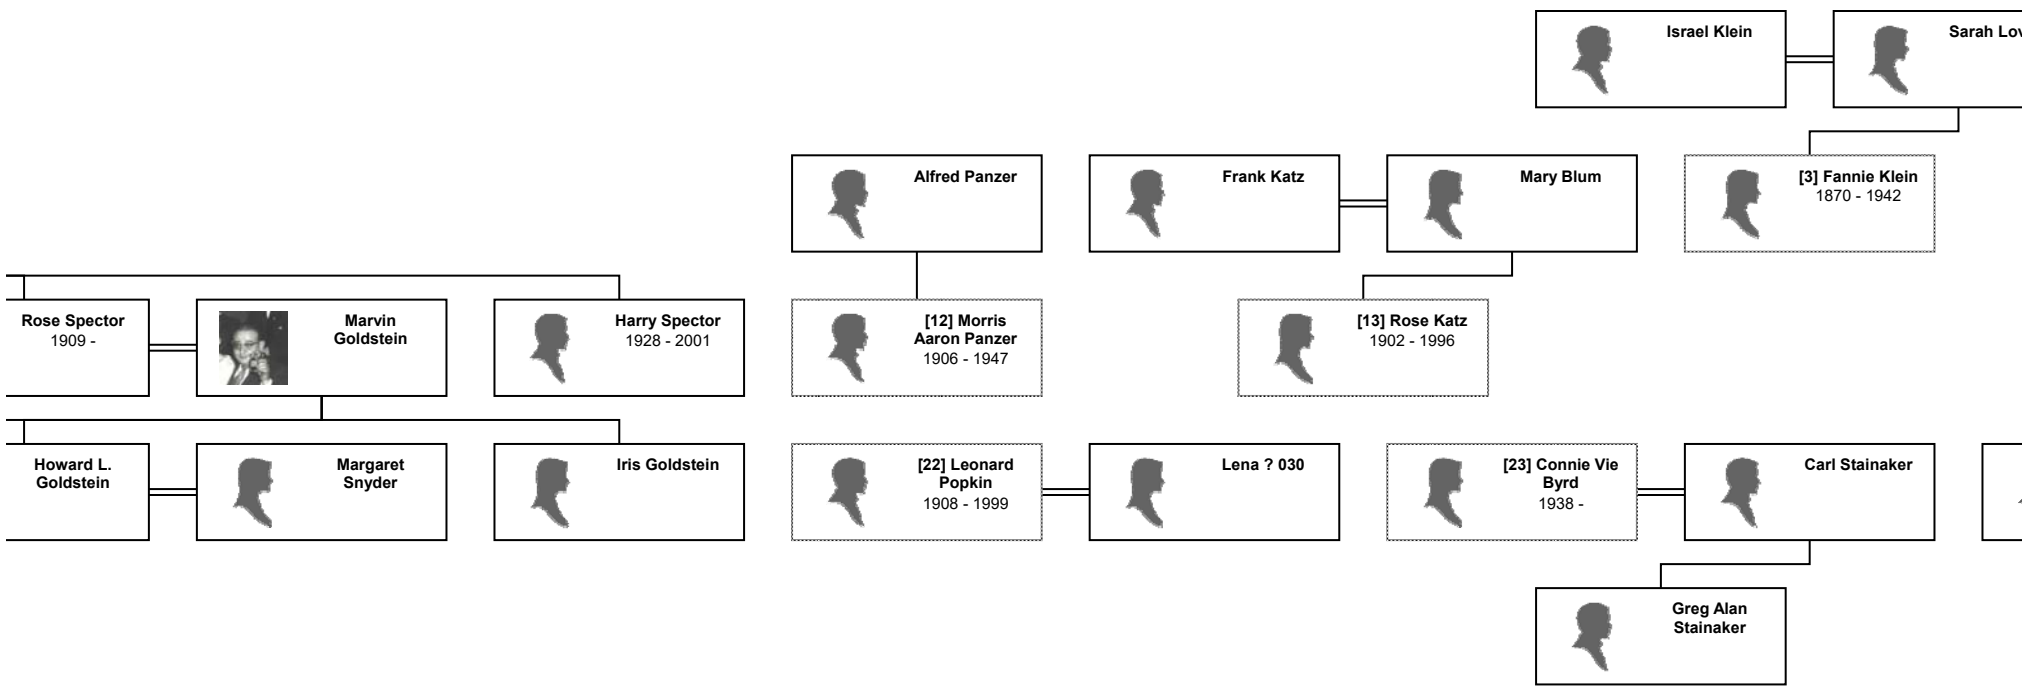 Israel Klein
Sarah Lov
Alfred Panzer
Frank Katz
Mary Blum
[3] Fannie Klein
1870 - 1942
Rose Spector
1909 -
Marvin
Goldstein
Harry Spector
1928 - 2001
[12] Morris
Aaron Panzer
1906 - 1947
[13] Rose Katz
1902 - 1996
Howard L.
Goldstein
Margaret
Snyder
Iris Goldstein
[22] Leonard
Popkin
1908 - 1999
Lena ? 030
[23] Connie Vie
Byrd
1938 -
Carl Stainaker
Greg Alan
Stainaker